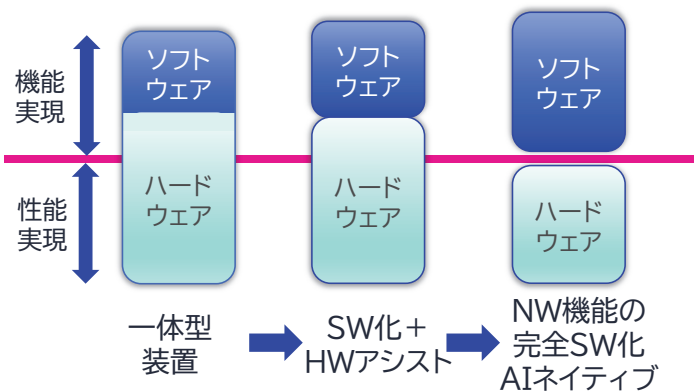 機能
実現
性能
実現
ソフト
ウェア
ハード
ウェア
一体型
装置
ソフト
ウェア
ハード
ウェア
SW化＋
HWアシスト
ソフト
ウェア
ハード
ウェア
NW機能の
完全SW化
AIネイティブ